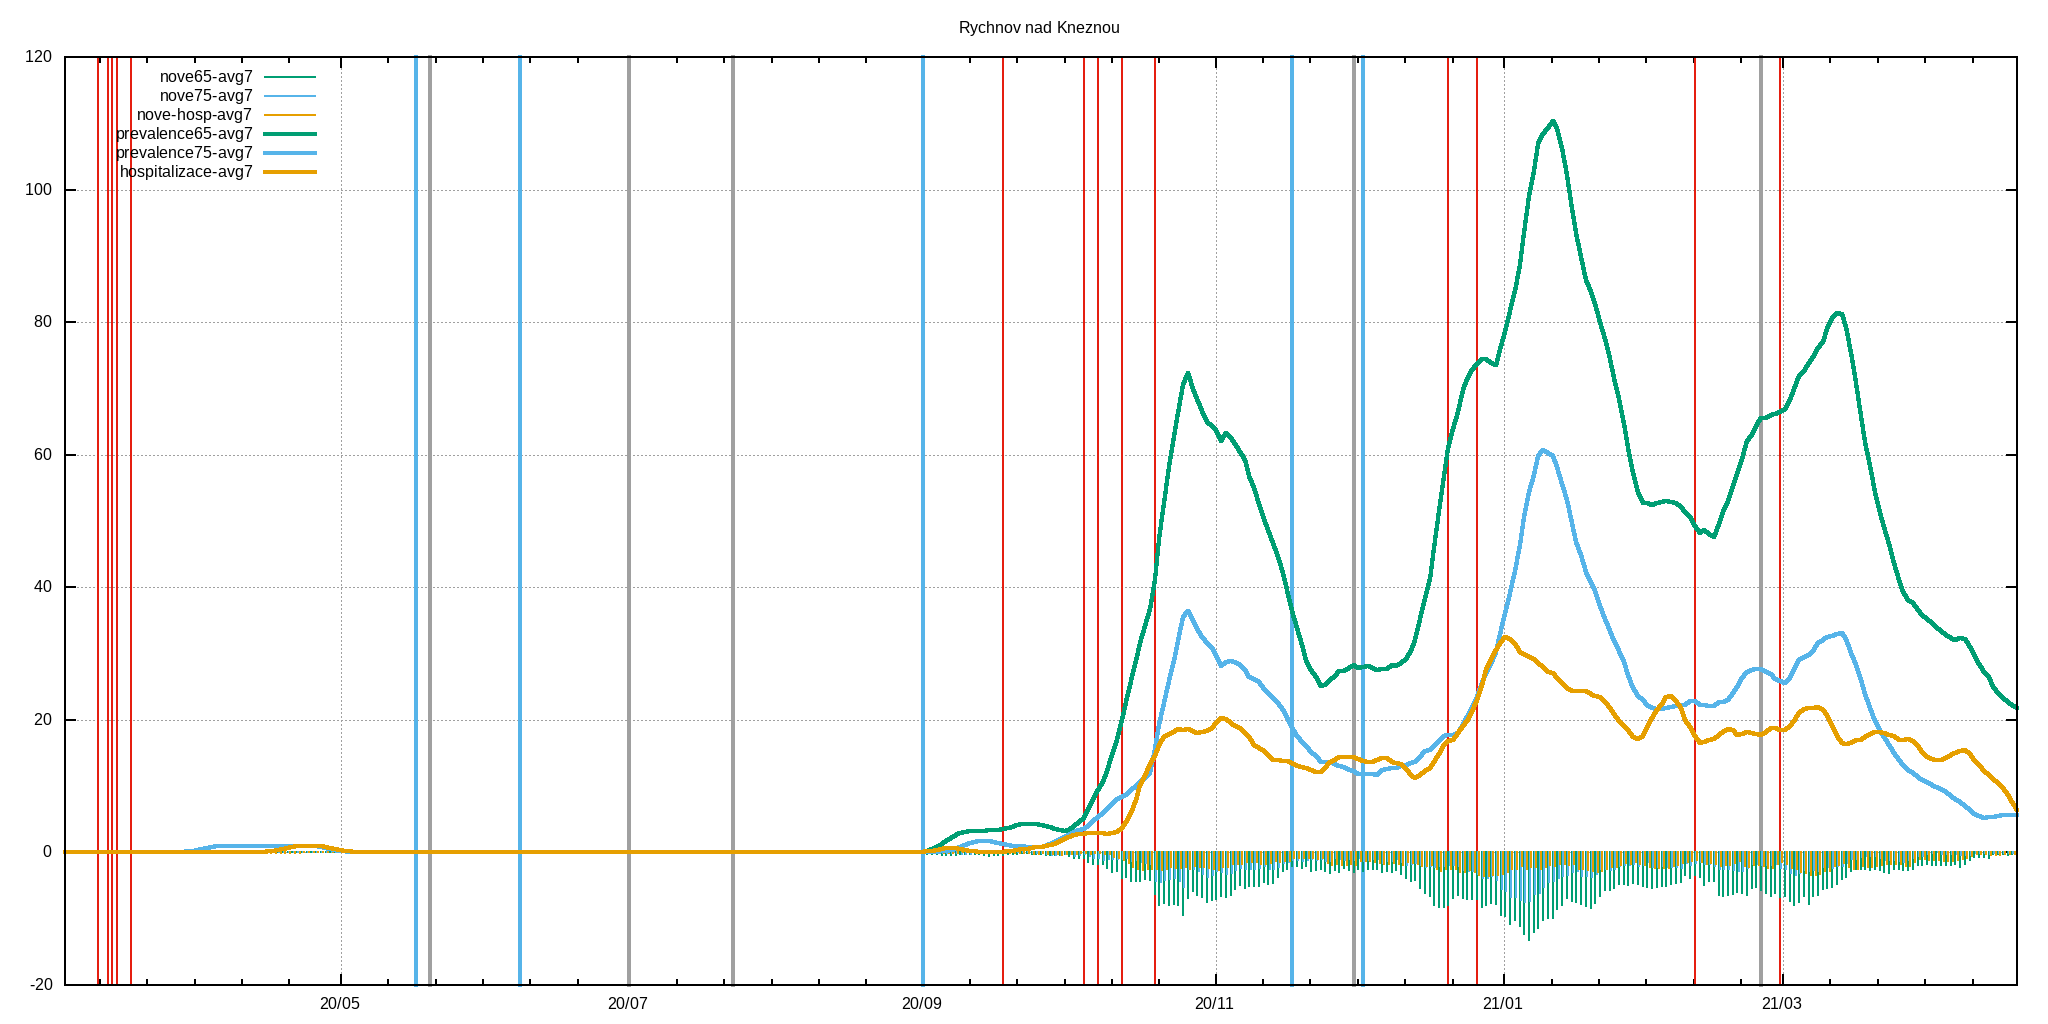 Rychnov nad Kneznou
120
100
80
60
40
20
0
-20
nove65-avg7
nove75-avg7
nove-hosp-avg7
prevalence65-avg7
prevalence75-avg7
hospitalizace-avg7
20/05 20/07 20/09 20/11 21/01 21/03